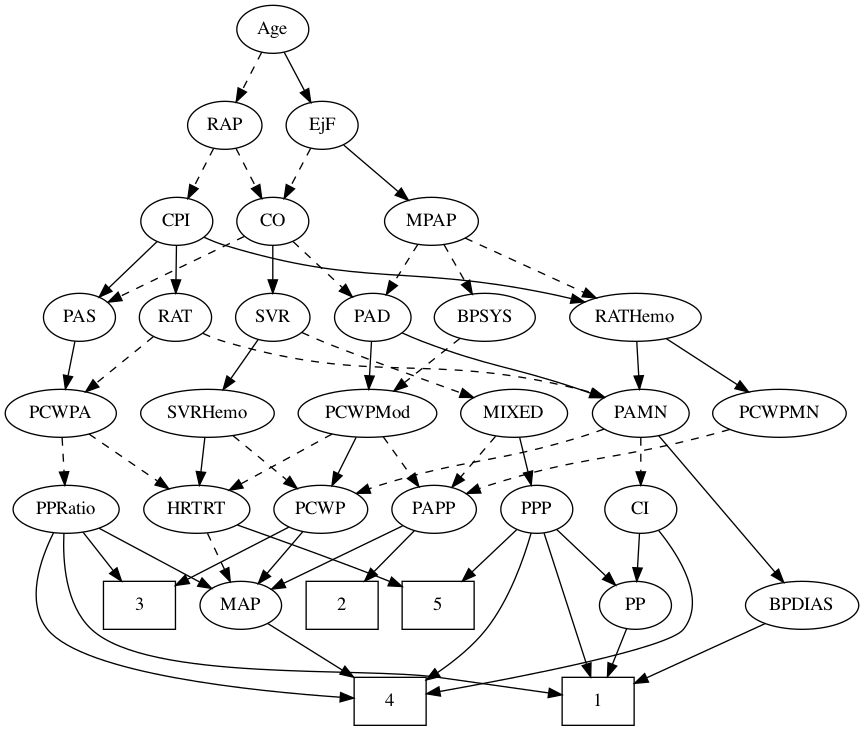 Age
RAP
EjF
CPI
CO
MPAP
PAS
RAT
SVR
PAD
BPSYS
RATHemo
PCWPA
SVRHemo
PCWPMod
MIXED
PAMN
PCWPMN
PPRatio
HRTRT
PCWP
PAPP
PPP
CI
3
MAP
2
5
PP
BPDIAS
4
1